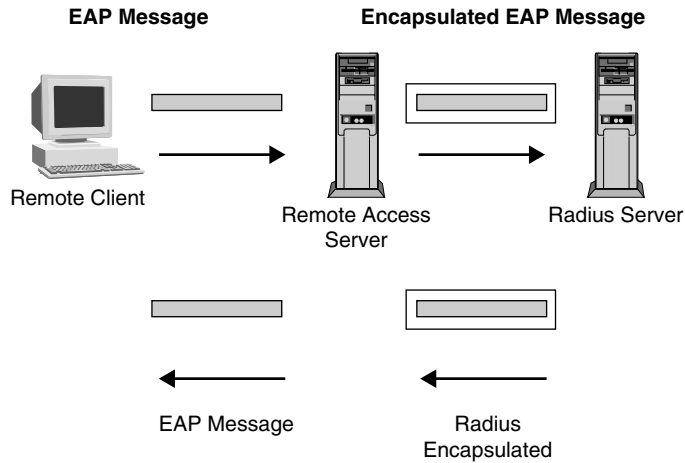 EAP Message
Encapsulated EAP Message
Remote Client
Remote Access
Server
Radius Server
EAP Message
Radius
Encapsulated